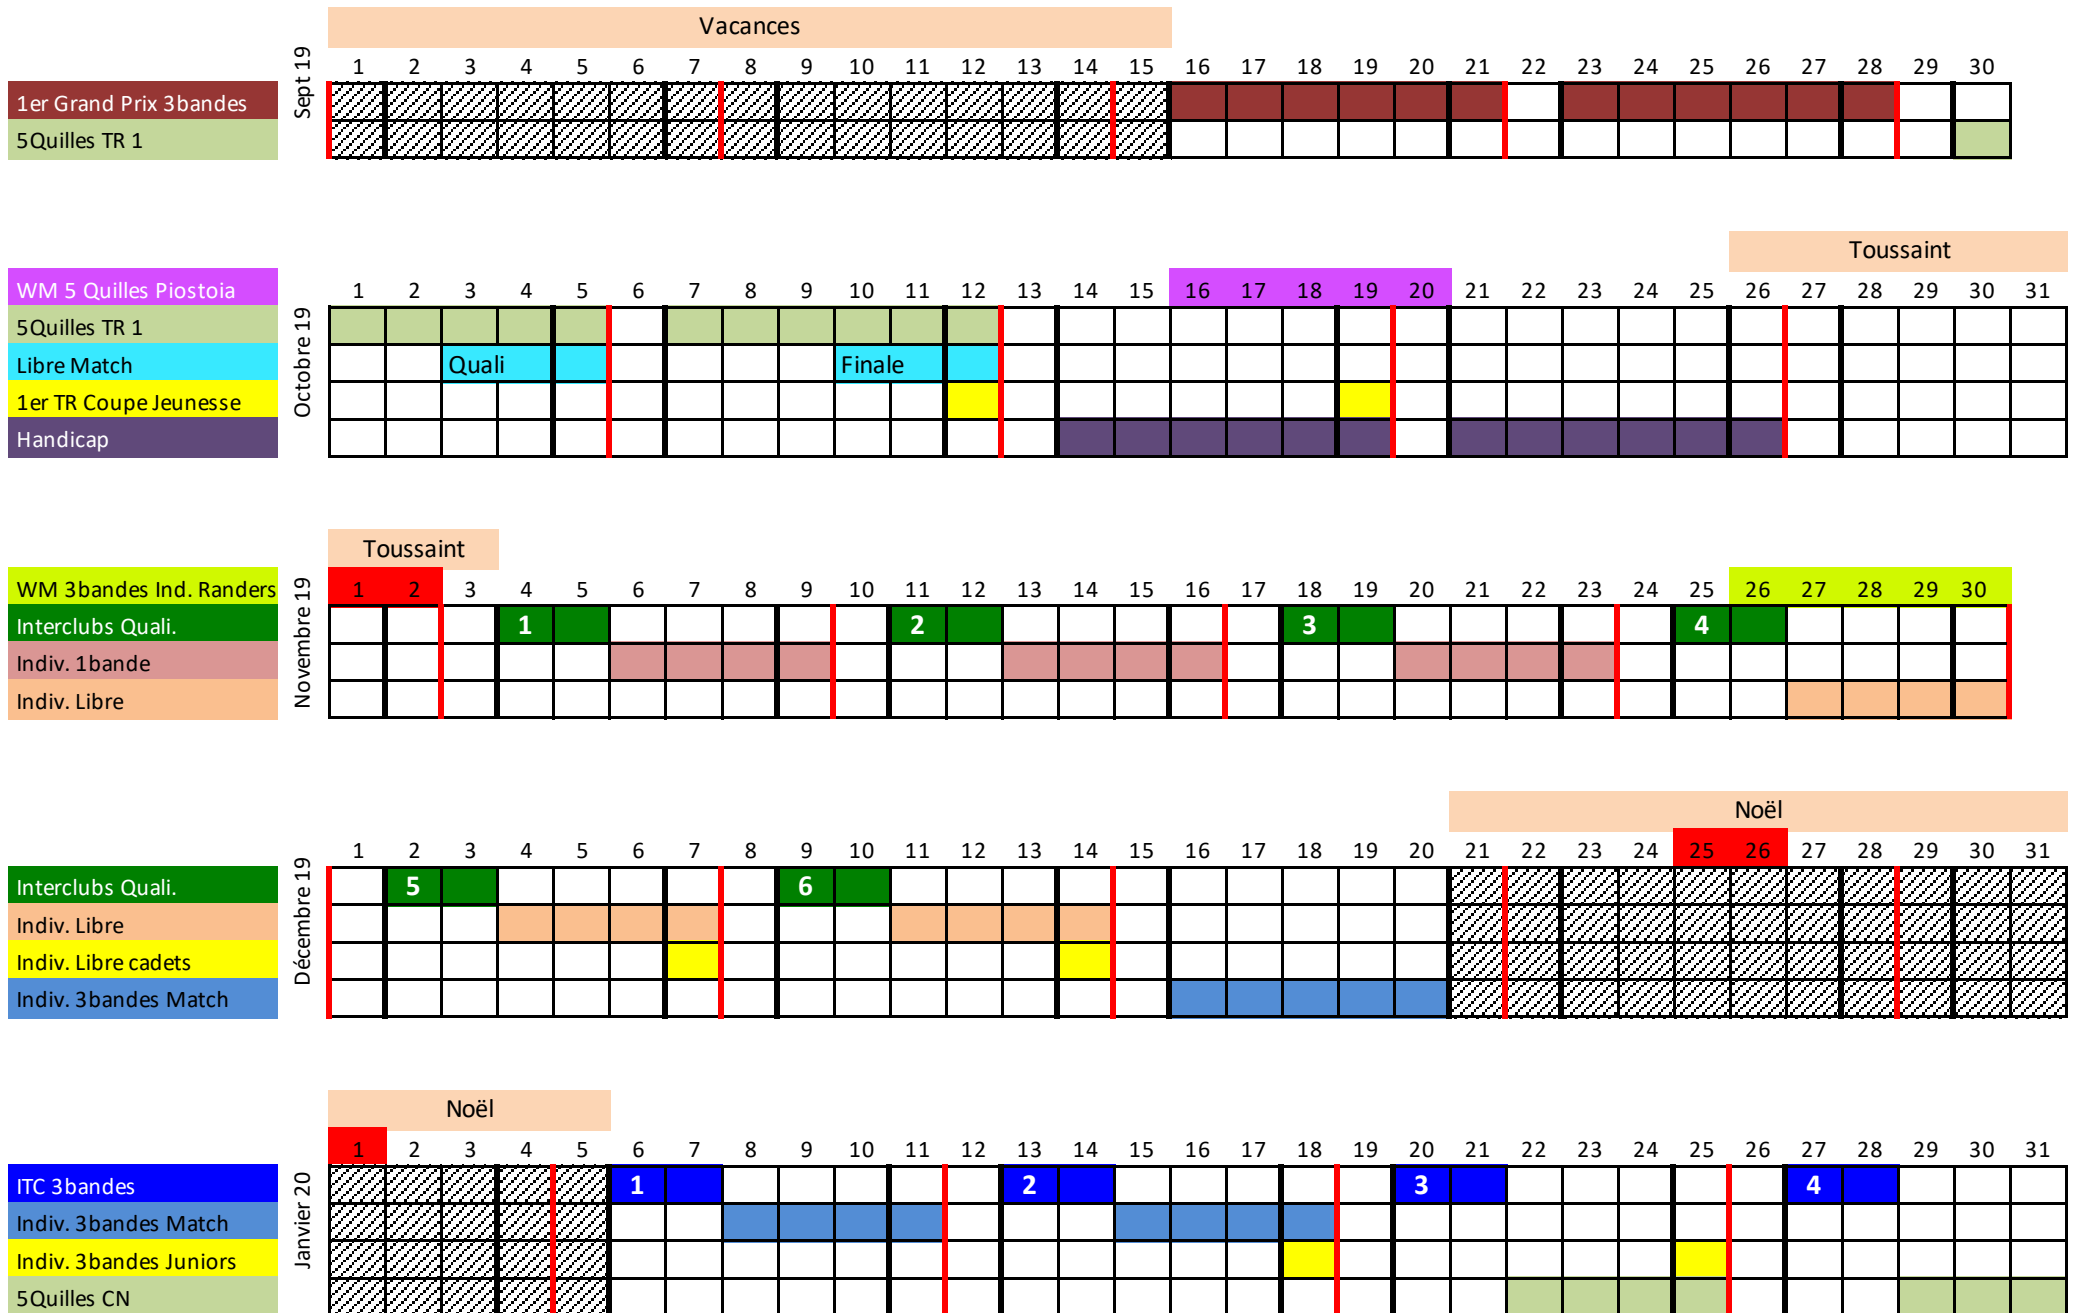 Vacances
Sept 19
1 2 3 4 5 6 7 8 9 10 11 12 13 14 15 16 17 18 19 20 21 22 23 24 25 26 27 28 29 30
1er Grand Prix 3bandes
5Quilles TR 1
Toussaint
WM 5 Quilles Piostoia 1 2 3 4 5 6 7 8 9 10 11 12 13 14 15 16 17 18 19 20 21 22 23 24 25 26 27 28 29 30 31
Octobre 19
5Quilles TR 1
Libre Match Quali Finale
1er TR Coupe Jeunesse
Handicap
Toussaint
WM 3bandes Ind. Randers 1 2 3 4 5 6 7 8 9 10 11 12 13 14 15 16 17 18 19 20 21 22 23 24 25 26 27 28 29 30
Novembre 19
Interclubs Quali. 1 2 3 4
Indiv. 1bande
Indiv. Libre
Noël
1 2 3 4 5 6 7 8 9 10 11 12 13 14 15 16 17 18 19 20 21 22 23 24 25 26 27 28 29 30 31
Décembre 19
Interclubs Quali. 5 6
Indiv. Libre
Indiv. Libre cadets
Indiv. 3bandes Match
Noël
1 2 3 4 5 6 7 8 9 10 11 12 13 14 15 16 17 18 19 20 21 22 23 24 25 26 27 28 29 30 31
Janvier 20
ITC 3bandes 1 2 3 4
Indiv. 3bandes Match
Indiv. 3bandes Juniors
5Quilles CN